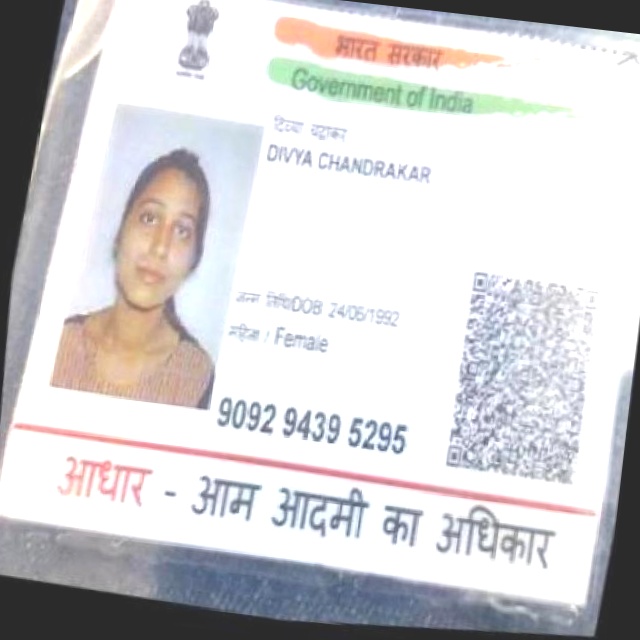 भारत सरकार
Government of India
दिव्या चंद्राकर
DIVYA CHANDRAKAR
जन्म तिथि/DOB 24/06/1992
महिला / Female
9092 9439 5295
आधार - आम आदमी का अधिकार